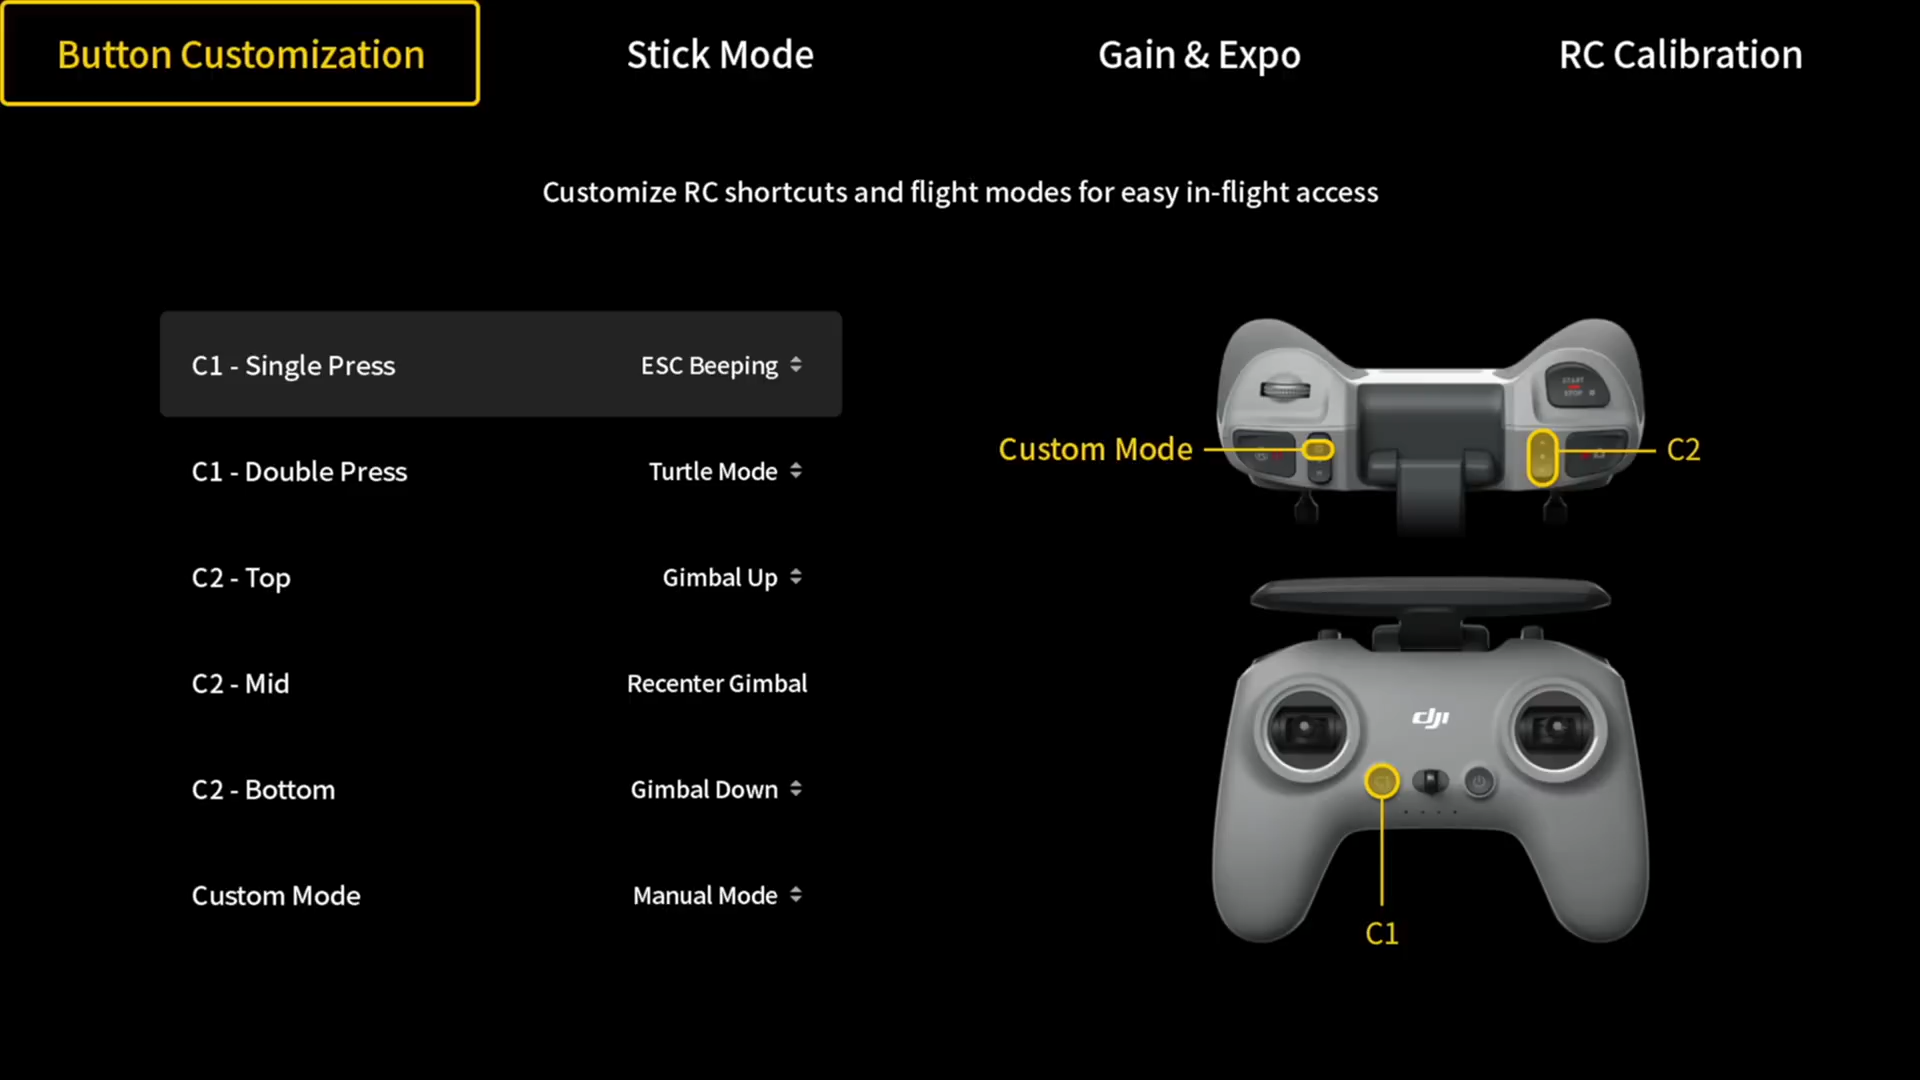 Button Customization
Stick Mode
Gain & Expo
RC Calibration
Customize RC shortcuts and flight modes for easy in-flight access
C1 - Single Press
ESC Beeping
C1 - Double Press
Turtle Mode
C2 - Top
Gimbal Up
C2 - Mid
Recenter Gimbal
C2 - Bottom
Gimbal Down
Custom Mode
Manual Mode
START
STOP
Custom Mode
C2
dji
C1